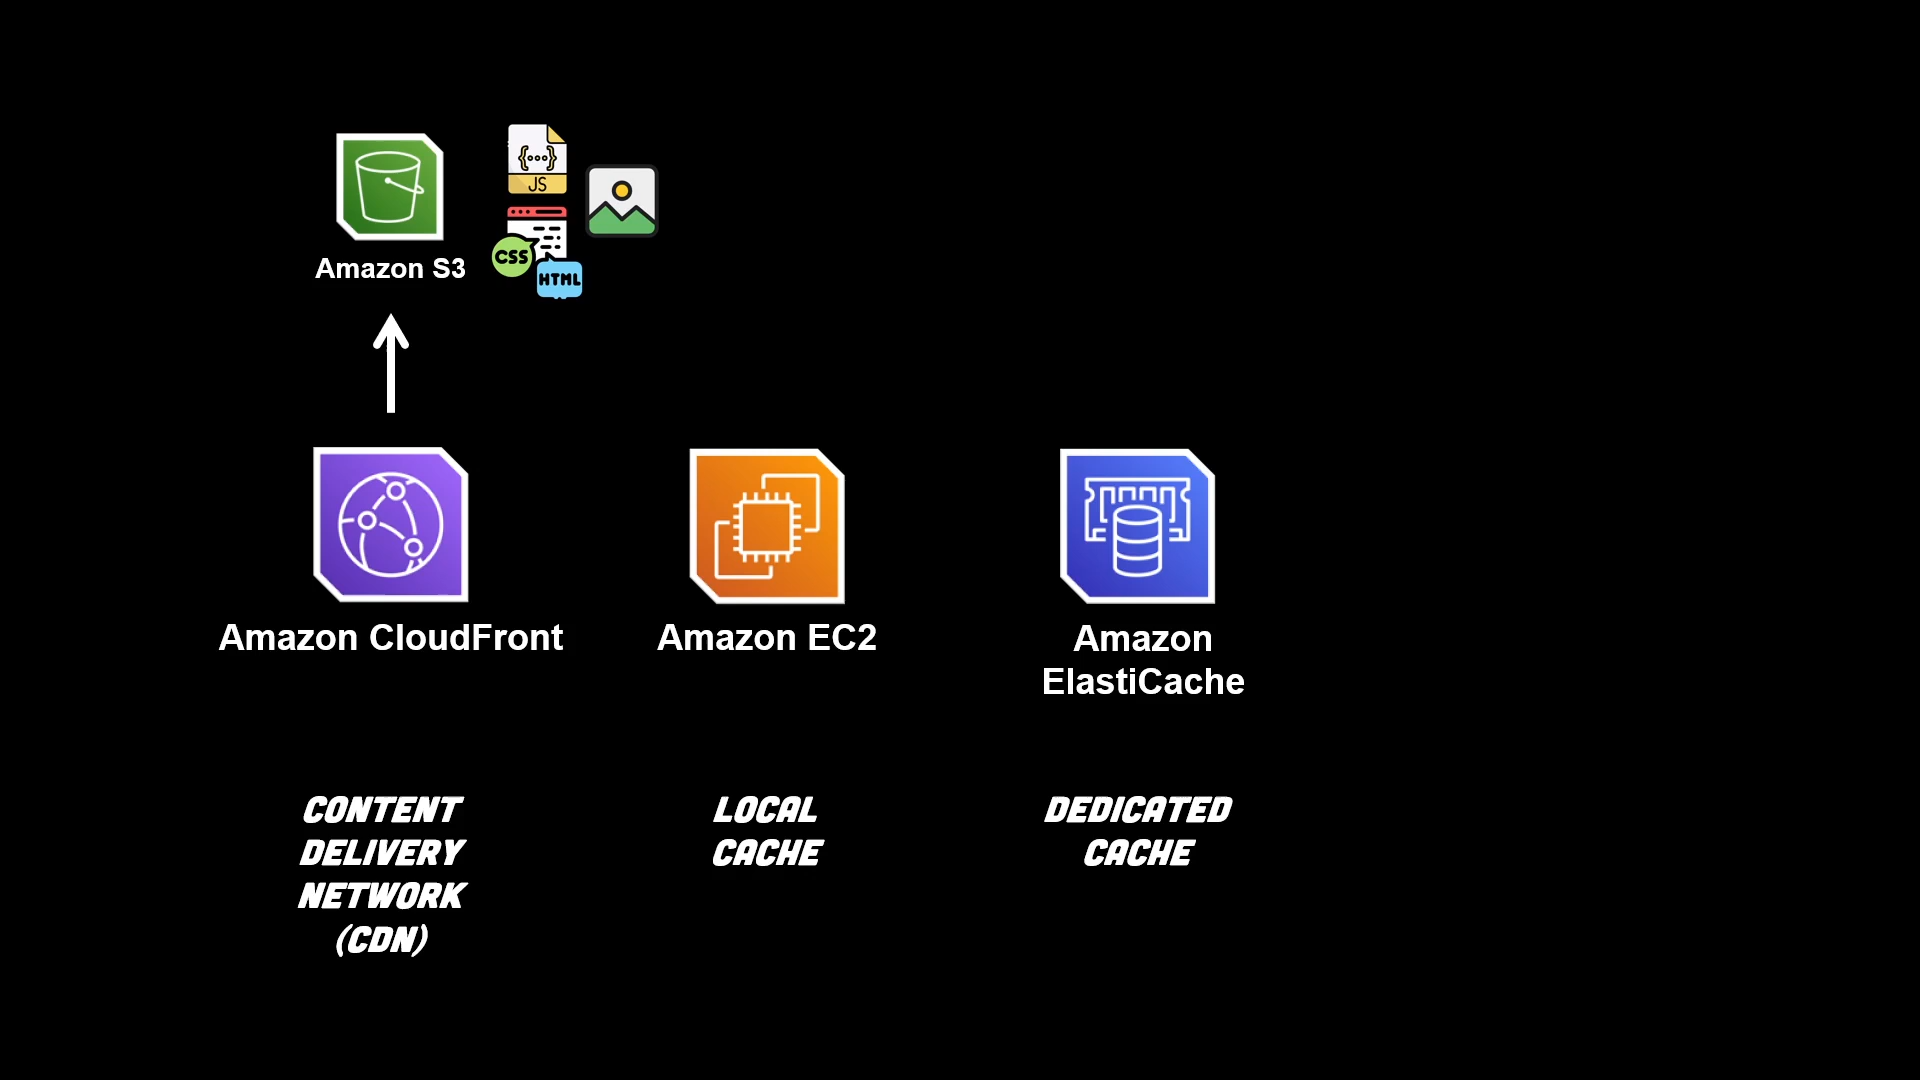 {...}
JS
CSS
HTML
Amazon S3
Amazon CloudFront
Amazon EC2
Amazon
ElastiCache
CONTENT
DELIVERY
NETWORK
(CDN)
LOCAL
CACHE
DEDICATED
CACHE